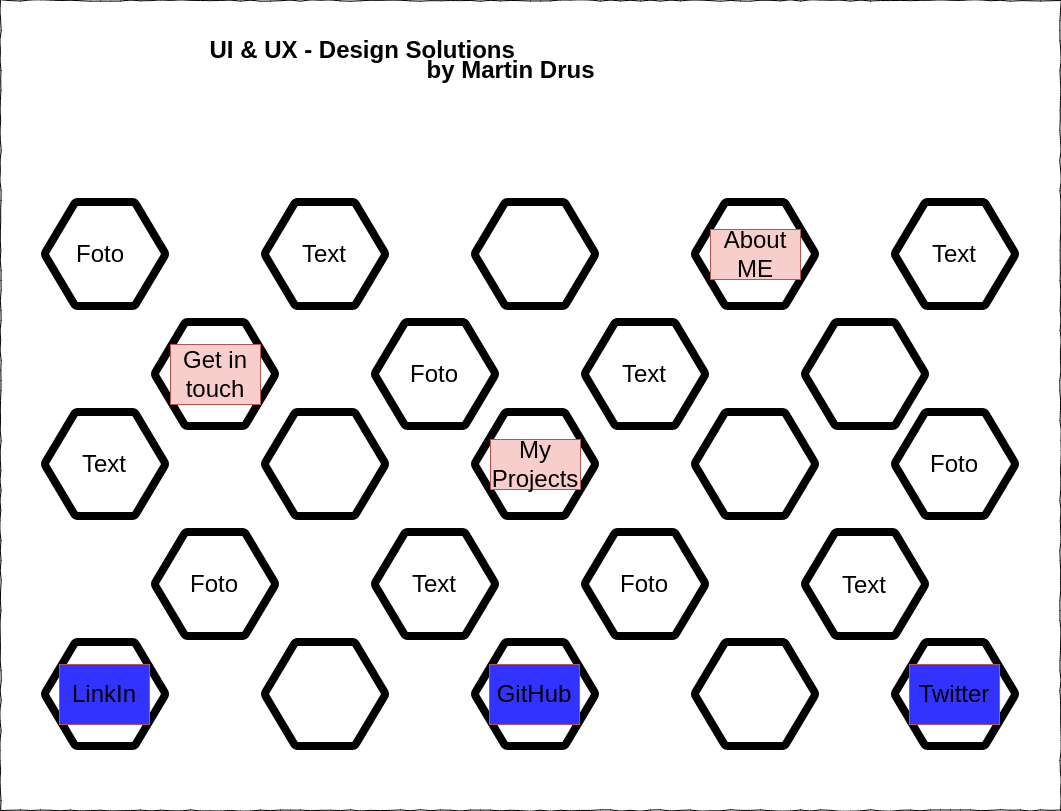 UI & UX - Design Solutions
by Martin Drus
Foto
Text
About
ME
Text
Get in
touch
Foto
Text
Text
My
Projects
Foto
Foto
Text
Foto
Text
LinkIn
GitHub
Twitter